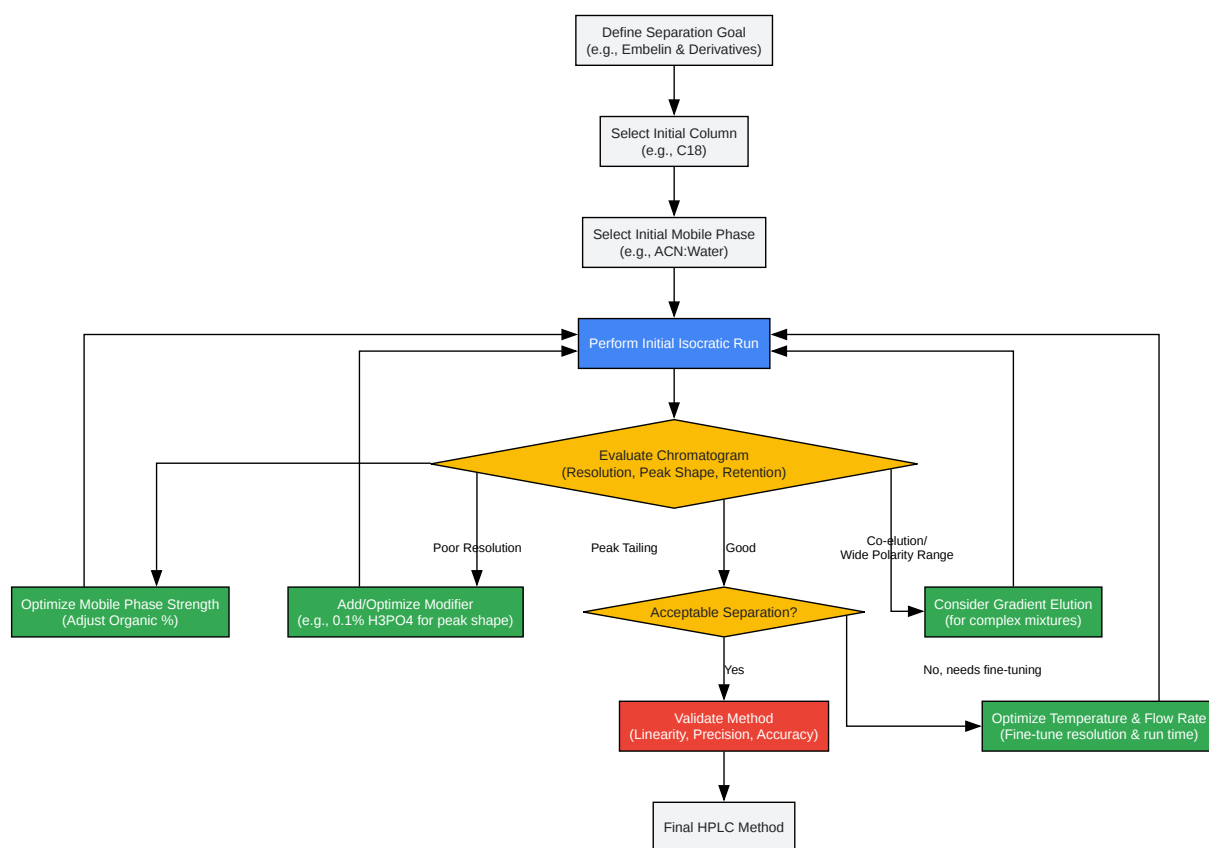 Define Separation Goal
(e.g., Embelin & Derivatives)
Select Initial Column
(e.g., C18)
Select Initial Mobile Phase
(e.g., ACN:Water)
Perform Initial Isocratic Run
Evaluate Chromatogram
(Resolution, Peak Shape, Retention)
Poor Resolution
Peak Tailing
Good
Co-elution/
Wide Polarity Range
Optimize Mobile Phase Strength
(Adjust Organic %)
Add/Optimize Modifier
(e.g., 0.1% H3PO4 for peak shape)
Acceptable Separation?
Consider Gradient Elution
(for complex mixtures)
Yes
No, needs fine-tuning
Validate Method
(Linearity, Precision, Accuracy)
Optimize Temperature & Flow Rate
(Fine-tune resolution & run time)
Final HPLC Method